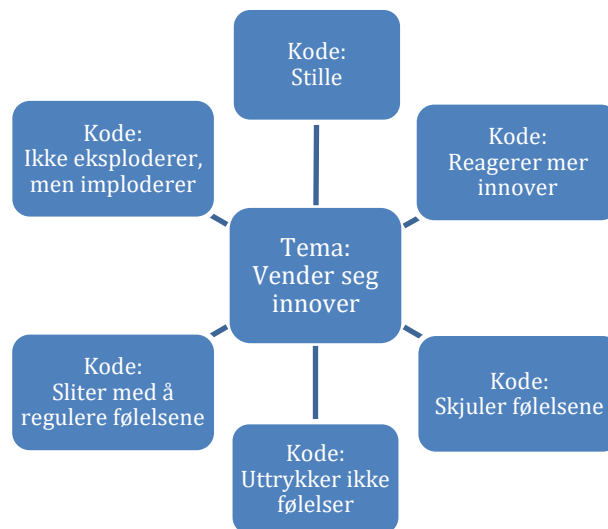 Kode:
Stille
Kode:
Ikke eksploderer,
men imploderer
Kode:
Reagerer mer
innover
Tema:
Vender seg
innover
Kode:
Sliter med å
regulere følelsene
Kode:
Skjuler følelsene
Kode:
Uttrykker ikke
følelser